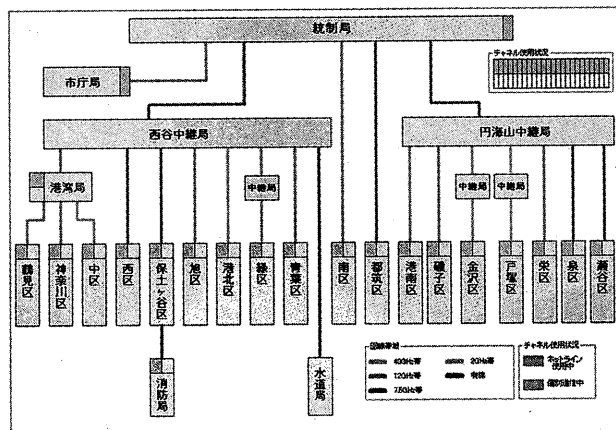 統制局
チャネル使用状況
市庁局
西谷中継局
円海山中継局
港湾局
中継局
中継局
中継局
鶴見区
神奈川区
中区
西区
保土ヶ谷区
旭区
港北区
緑区
青葉区
南区
都筑区
港南区
磯子区
金沢区
戸塚区
栄区
泉区
瀬谷区
消防局
水道局
回線帯域
40GHz帯
2GHz帯
12GHz帯
有線
7.5GHz帯
チャネル使用状況
ホットライン
使用中
個別通信中